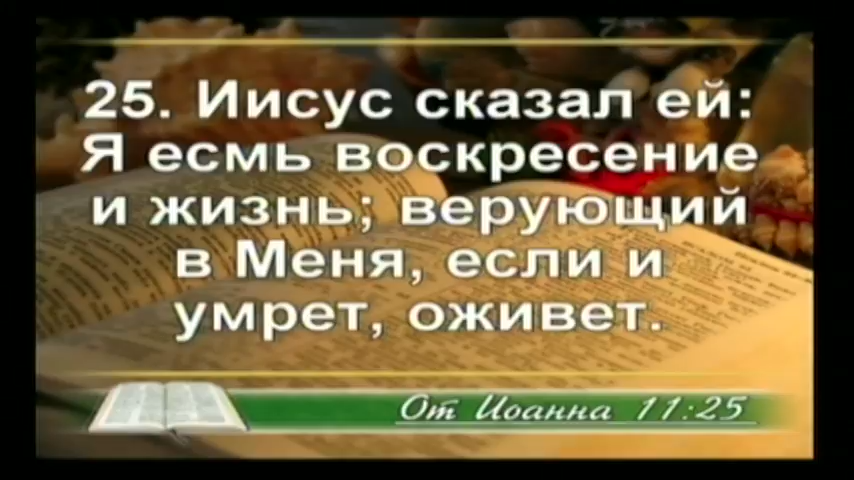 25. Иисус сказал ей:
Я есмь воскресение
и жизнь; верующий
в Меня, если и
умрет, оживет.
От Иоанна 11:25